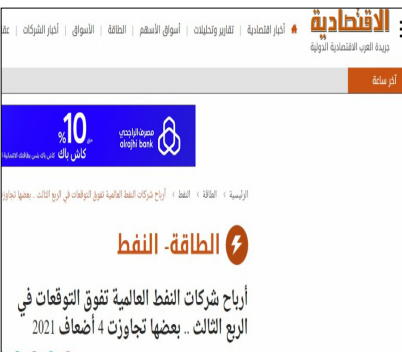 الاقتصادية
جريدة العرب الاقتصادية الدولية
أخبار اقتصادية | تقارير وتحليلات | أسواق الأسهم | الطاقة | الأسواق | أخبار الشركات | عقا
آخر ساعة
مصرف الراجحي
alrajhi bank
%10
كاش باك
الرئيسية > الطاقة > النفط > أرباح شركات النفط العالمية تفوق التوقعات في الربع الثالث .. بعضها تجاوز
الطاقة- النفط
أرباح شركات النفط العالمية تفوق التوقعات في
الربع الثالث .. بعضها تجاوزت 4 أضعاف 2021